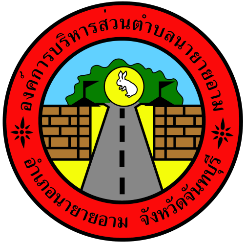 องค์การบริหารส่วนตำบลนายายอาม
อำเภอนายายอาม จังหวัดจันทบุรี